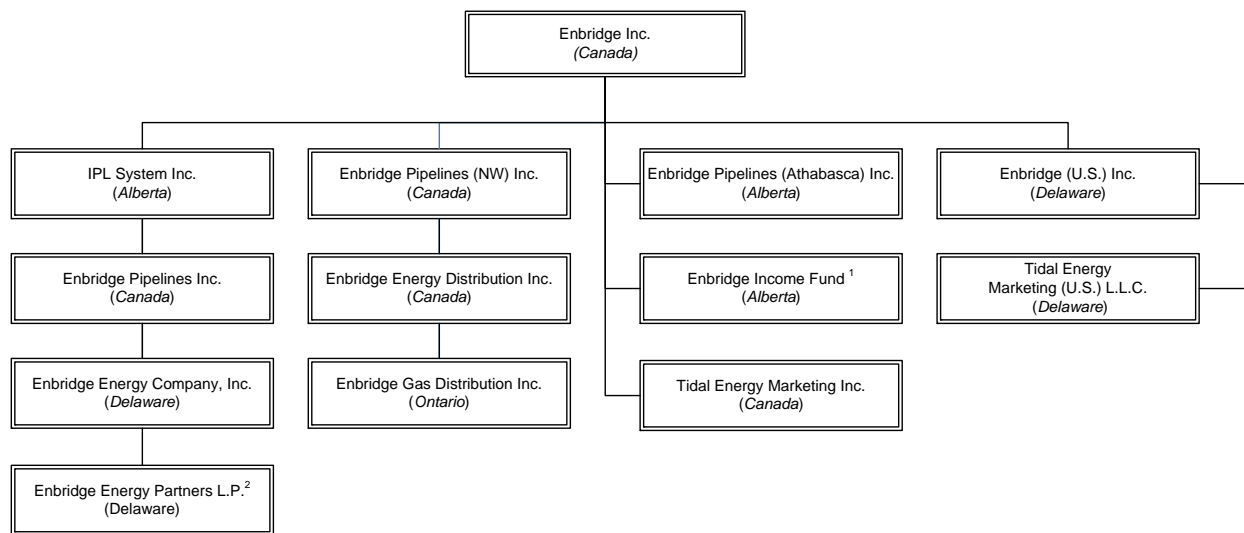 Enbridge Inc.
(Canada)
IPL System Inc.
(Alberta)
Enbridge Pipelines (NW) Inc.
(Canada)
Enbridge Pipelines (Athabasca) Inc.
(Alberta)
Enbridge (U.S.) Inc.
(Delaware)
Enbridge Pipelines Inc.
(Canada)
Enbridge Energy Distribution Inc.
(Canada)
Enbridge Income Fund 1
(Alberta)
Tidal Energy
Marketing (U.S.) L.L.C.
(Delaware)
Enbridge Energy Company, Inc.
(Delaware)
Enbridge Gas Distribution Inc.
(Ontario)
Tidal Energy Marketing Inc.
(Canada)
Enbridge Energy Partners L.P.2
(Delaware)